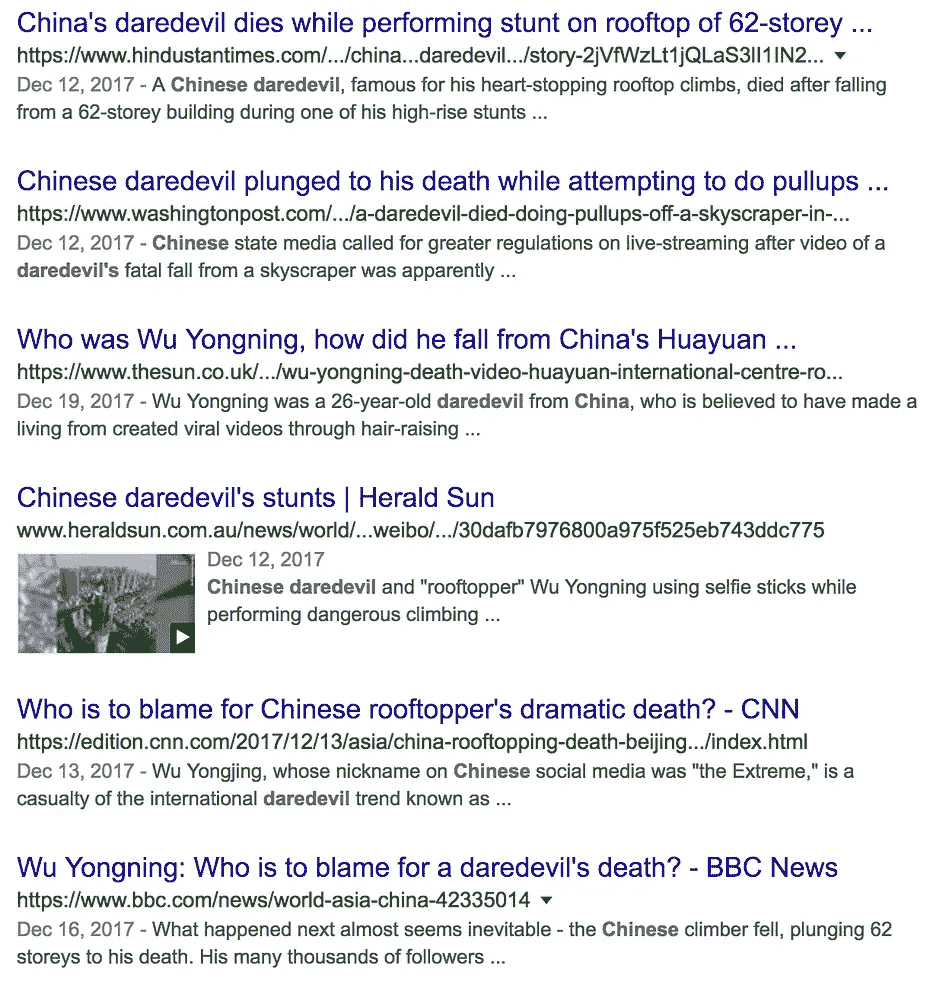 China's daredevil dies while performing stunt on rooftop of 62-storey ...
https://www.hindustantimes.com/.../china...daredevil.../story-2jVfWzLt1jQLaS3lI1IN2...
Dec 12, 2017 - A Chinese daredevil, famous for his heart-stopping rooftop climbs, died after falling
from a 62-storey building during one of his high-rise stunts ...
Chinese daredevil plunged to his death while attempting to do pullups ...
https://www.washingtonpost.com/.../a-daredevil-died-doing-pullups-off-a-skyscraper-in-...
Dec 12, 2017 - Chinese state media called for greater regulations on live-streaming after video of a
daredevil's fatal fall from a skyscraper was apparently ...
Who was Wu Yongning, how did he fall from China's Huayuan ...
https://www.thesun.co.uk/.../wu-yongning-death-video-huayuan-international-centre-ro...
Dec 19, 2017 - Wu Yongning was a 26-year-old daredevil from China, who is believed to have made a
living from created viral videos through hair-raising ...
Chinese daredevil's stunts | Herald Sun
www.heraldsun.com.au/news/world/...weibo/.../30dafb7976800a975f525eb743ddc775
Dec 12, 2017
Chinese daredevil and "rooftopper" Wu Yongning using selfie sticks while
performing dangerous climbing ...
Who is to blame for Chinese rooftopper's dramatic death? - CNN
https://edition.cnn.com/2017/12/13/asia/china-rooftopping-death-beijing.../index.html
Dec 13, 2017 - Wu Yongjing, whose nickname on Chinese social media was "the Extreme," is a
casualty of the international daredevil trend known as ...
Wu Yongning: Who is to blame for a daredevil's death? - BBC News
https://www.bbc.com/news/world-asia-china-42335014
Dec 16, 2017 - What happened next almost seems inevitable - the Chinese climber fell, plunging 62
storeys to his death. His many thousands of followers ...